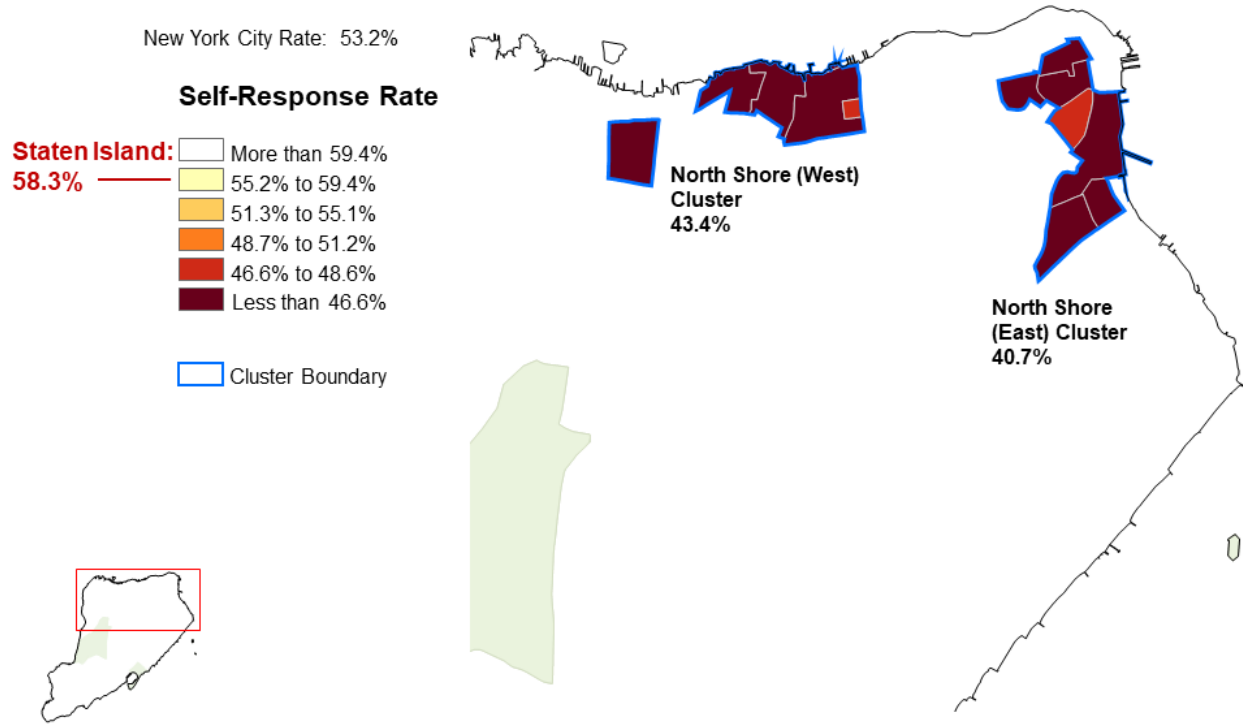 New York City Rate: 53.2%
Self-Response Rate
Staten Island:
58.3%
More than 59.4%
55.2% to 59.4%
51.3% to 55.1%
48.7% to 51.2%
46.6% to 48.6%
Less than 46.6%
Cluster Boundary
North Shore (West)
Cluster
43.4%
North Shore
(East) Cluster
40.7%